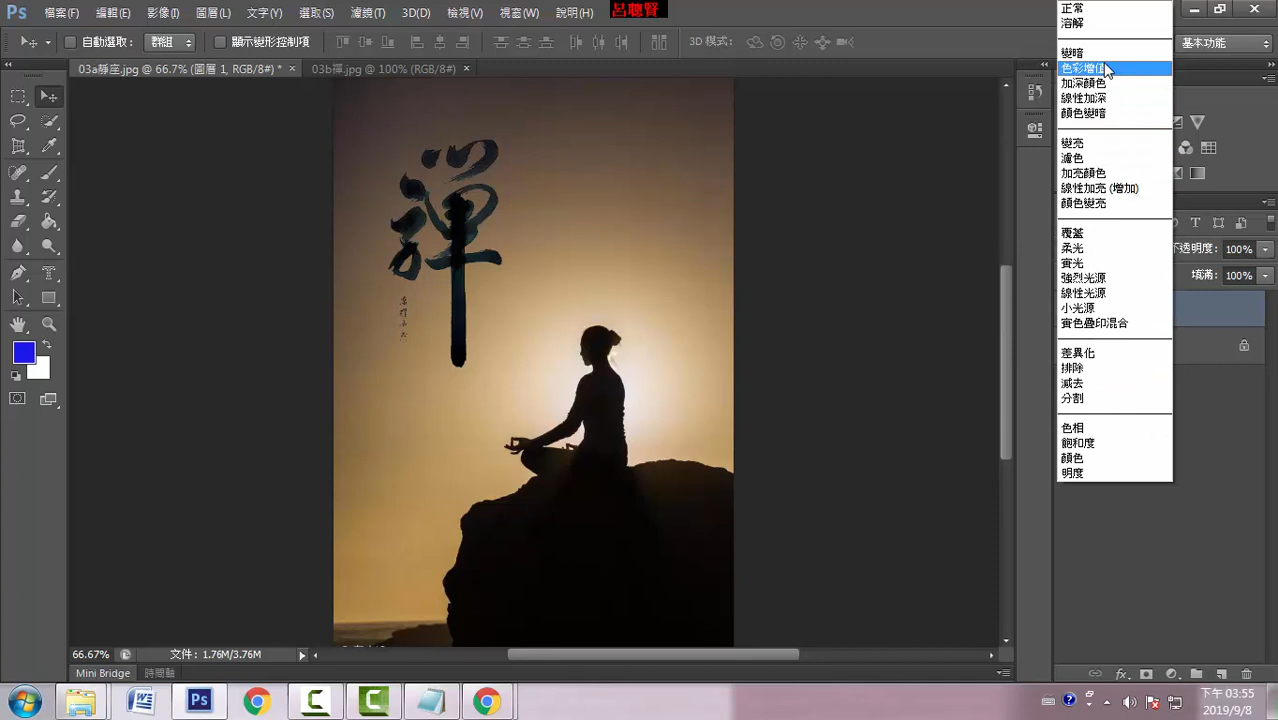 Ps 檔案(F) 編輯(E) 影像(I) 圖層(L) 文字(Y) 選取(S) 濾鏡(T) 3D(D) 檢視(V) 視窗(W) 說明(H) 呂聰賢
自動選取： 群組 顯示變形控制項 3D 模式： 基本功能
03a靜座.jpg @ 66.7% (圖層 1, RGB/8#) * × 03b禪.jpg @ 100% (RGB/8#) ×
正常
溶解
變暗
色彩增值
加深顏色
線性加深
顏色變暗
變亮
濾色
加亮顏色
線性加亮 (增加)
顏色變亮
覆蓋
柔光
實光
強烈光源
線性光源
小光源
實色疊印混合
差異化
排除
減去
分割
色相
飽和度
顏色
明度
不透明度： 100%
填滿： 100%
禪
66.67% 文件：1.76M/3.76M
Mini Bridge 時間軸
下午 03:55
2019/9/8